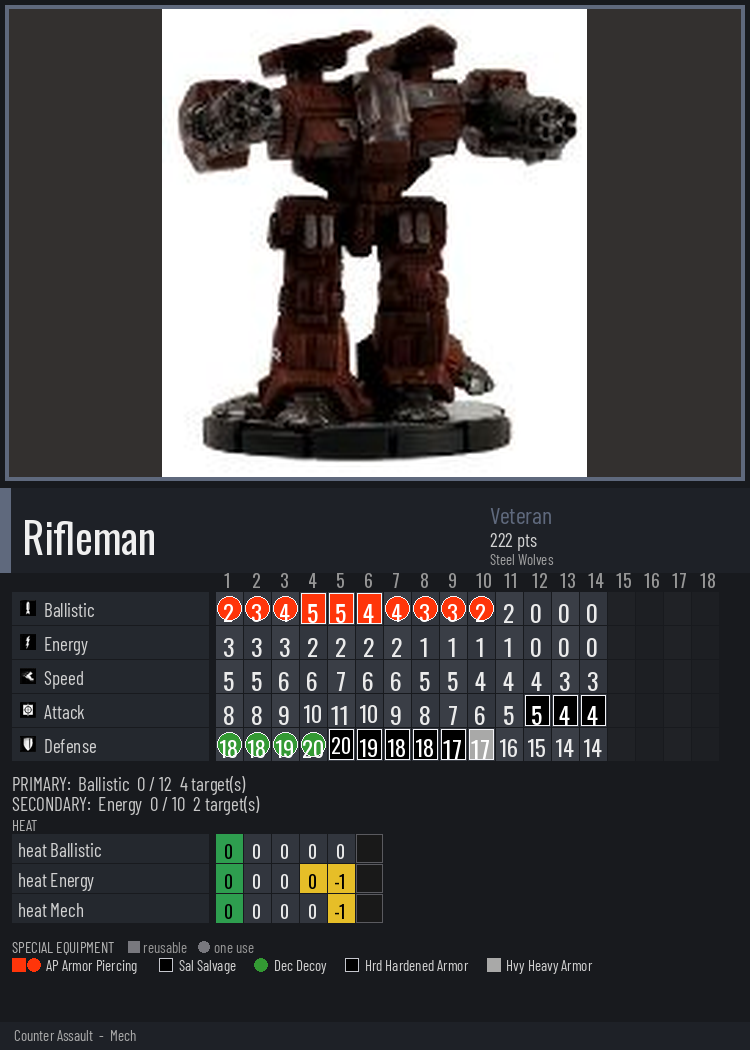 Rifleman
Veteran
222 pts
Steel Wolves
1 2 3 4 5 6 7 8 9 10 11 12 13 14 15 16 17 18
Ballistic 2 3 4 5 5 4 4 3 3 2 2 0 0 0
Energy 3 3 3 2 2 2 2 1 1 1 1 0 0 0
Speed 5 5 6 6 7 6 6 5 5 4 4 4 3 3
Attack 8 8 9 10 11 10 9 8 7 6 5 5 4 4
Defense 18 18 19 20 20 19 18 18 17 17 16 15 14 14
PRIMARY: Ballistic 0 / 12 4 target(s)
SECONDARY: Energy 0 / 10 2 target(s)
HEAT
heat Ballistic 0 0 0 0 0
heat Energy 0 0 0 0 -1
heat Mech 0 0 0 0 -1
SPECIAL EQUIPMENT reusable one use
AP Armor Piercing Sal Salvage Dec Decoy Hrd Hardened Armor Hvy Heavy Armor
Counter Assault - Mech